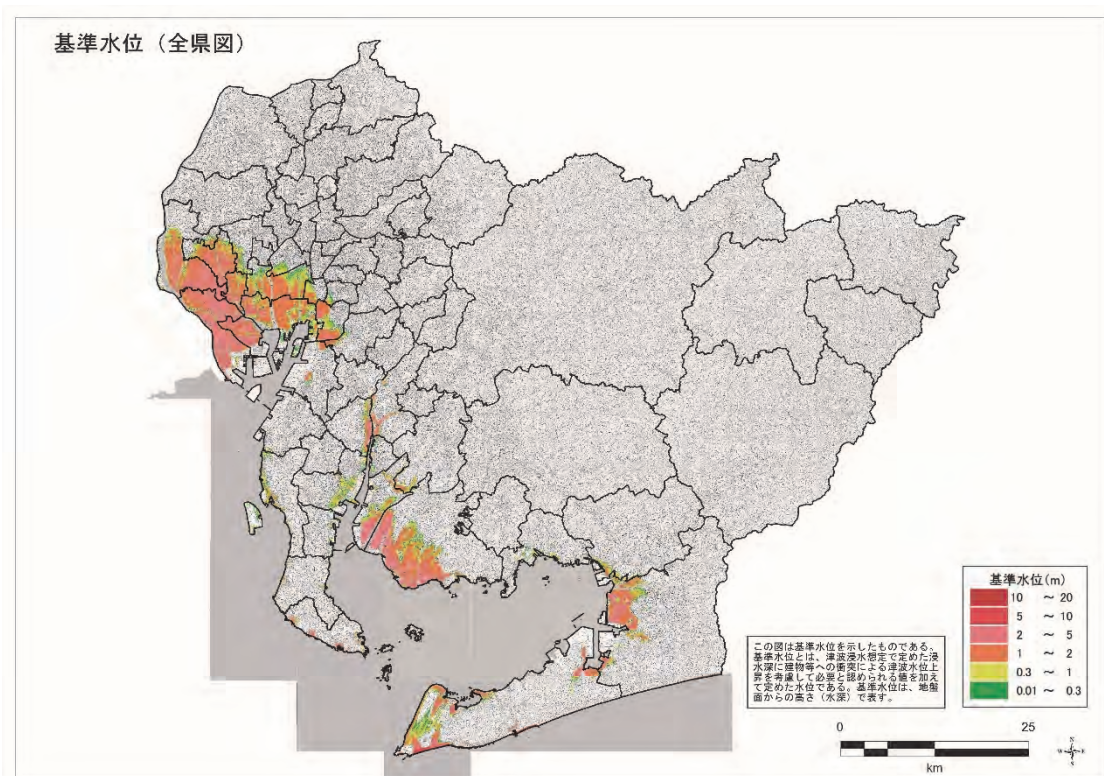 基準水位（全県図）
基準水位(m)
10 ～ 20
5 ～ 10
2 ～ 5
1 ～ 2
0.3 ～ 1
0.01 ～ 0.3
この図は基準水位を示したものである。
基準水位とは、津波浸水想定で定めた浸
水深に建物等への衝突による津波水位上
昇を考慮して必要と認められる値を加え
て定めた水位である。基準水位は、地盤
面からの高さ（水深）で表す。
0 25
km
N
W E
S